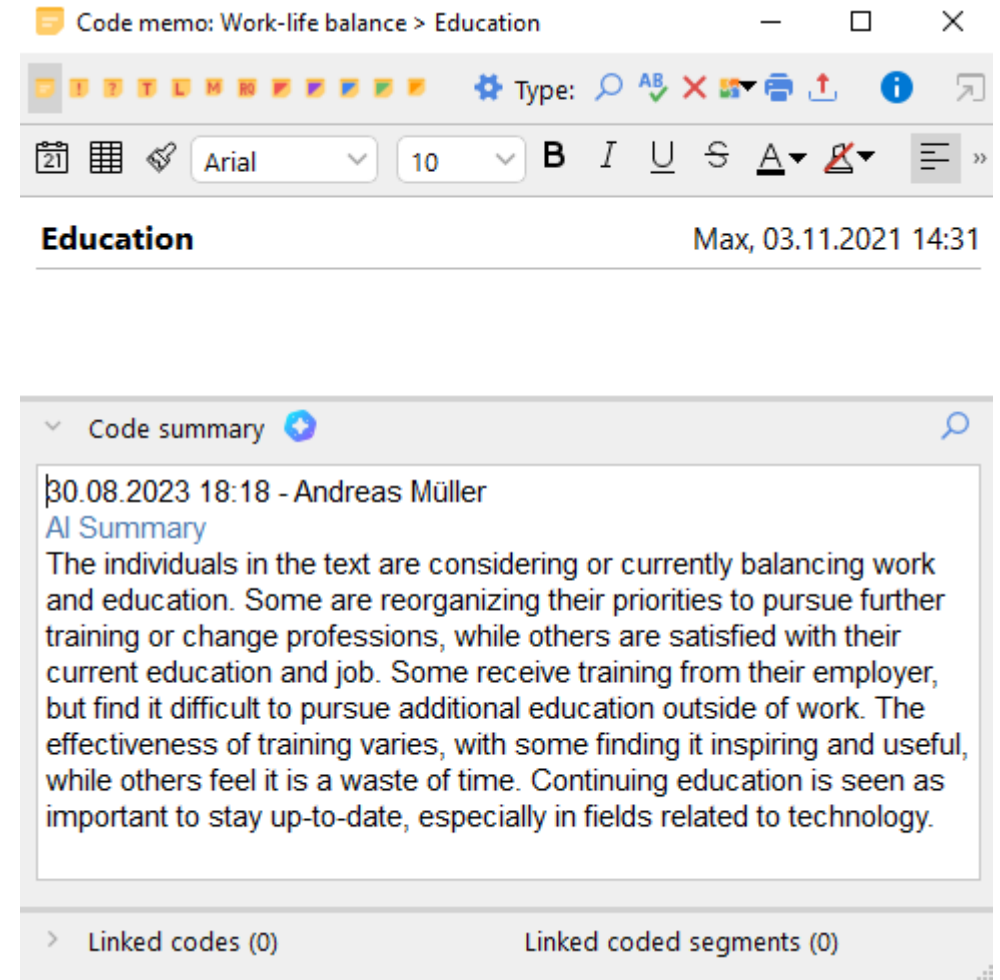 Code memo: Work-life balance > Education
! ? T L M RQ Type: AB
21 Arial 10 B I U S A
Education Max, 03.11.2021 14:31
Code summary
30.08.2023 18:18 - Andreas Müller
AI Summary
The individuals in the text are considering or currently balancing work
and education. Some are reorganizing their priorities to pursue further
training or change professions, while others are satisfied with their
current education and job. Some receive training from their employer,
but find it difficult to pursue additional education outside of work. The
effectiveness of training varies, with some finding it inspiring and useful,
while others feel it is a waste of time. Continuing education is seen as
important to stay up-to-date, especially in fields related to technology.
Linked codes (0) Linked coded segments (0)